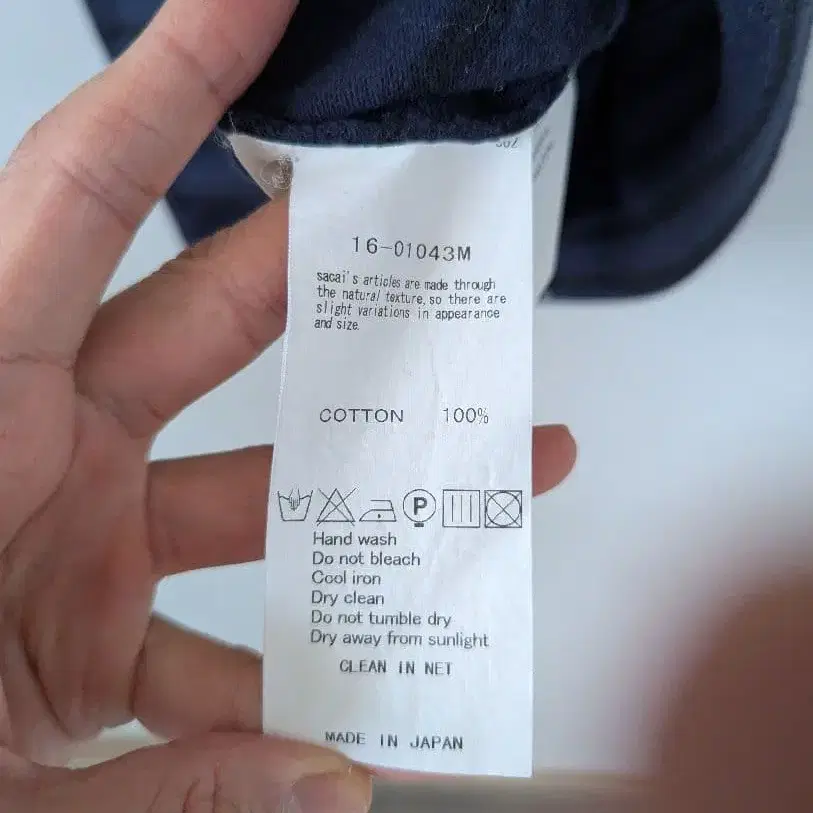 16-01043M
sacai's articles are made through
the natural texture, so there are
slight variations in appearance
and size.
COTTON 100%
P
Hand wash
Do not bleach
Cool iron
Dry clean
Do not tumble dry
Dry away from sunlight
CLEAN IN NET
MADE IN JAPAN